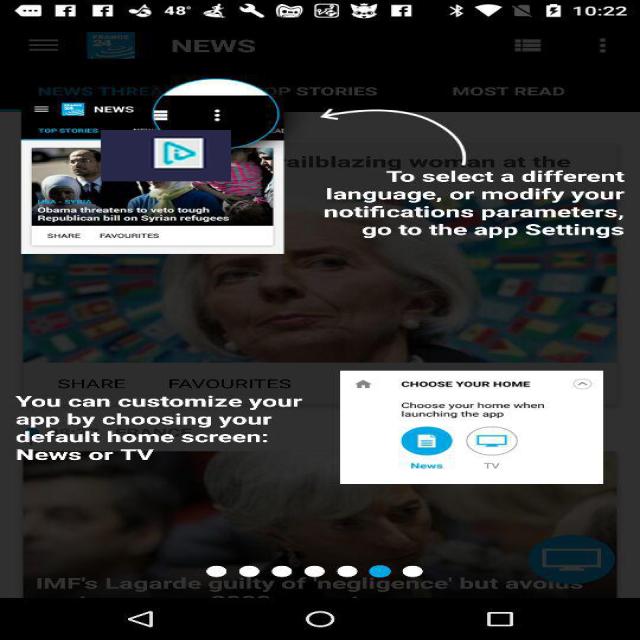 48°
10:22
FRANCE 24
NEWS
NEWS THREA
OP STORIES
MOST READ
NEWS
TOP STORIES
railblazing woman at the
To select a different
language, or modify your
notifications parameters,
go to the app Settings
USA - SYRIA
Obama threatens to veto tough
Republican bill on Syrian refugees
SHARE FAVOURITES
SHARE FAVOURITES
You can customize your
app by choosing your
default home screen:
News or TV
FRANCE
CHOOSE YOUR HOME
Choose your home when
launching the app
News
TV
IMF's Lagarde guilty of 'negligence' but avoids